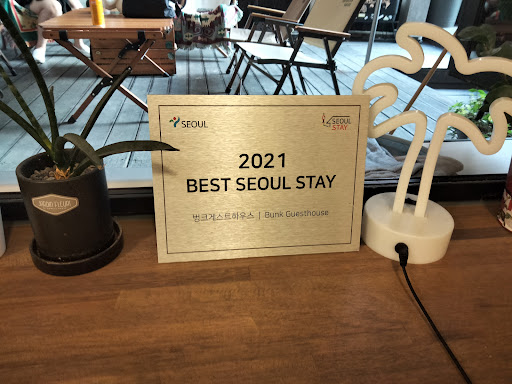 SEOUL
SEOUL
STAY
2021
BEST SEOUL STAY
벙크게스트하우스 | Bunk Guesthouse